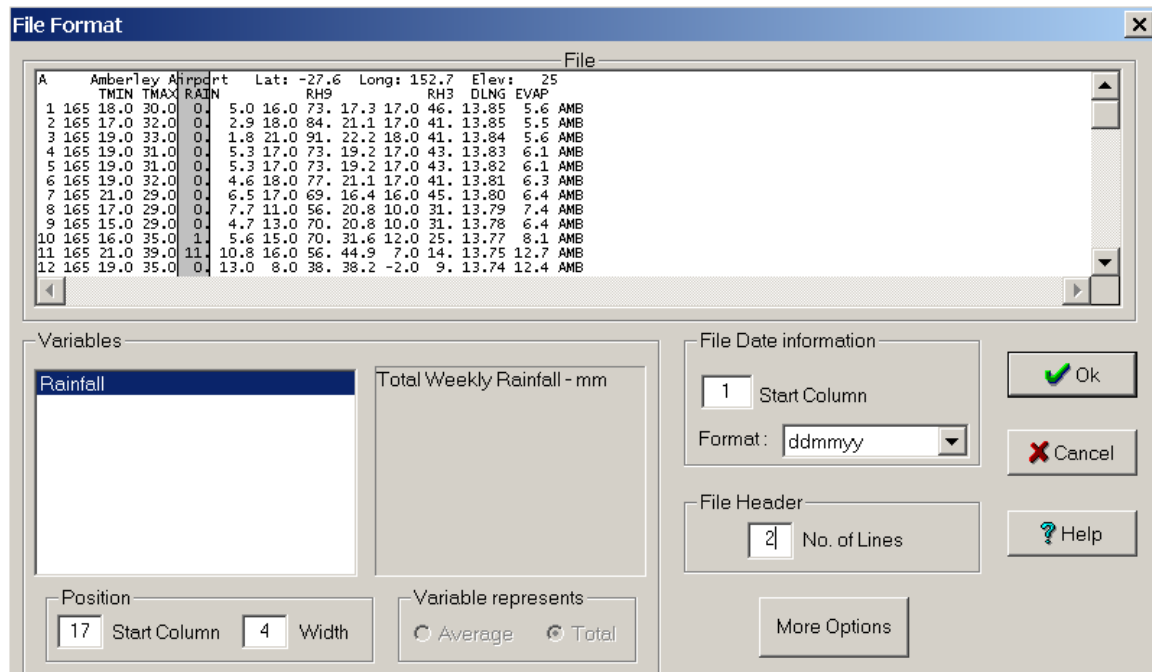 File Format
File
A Amberley Airport Lat: -27.6 Long: 152.7 Elev: 25
TMIN TMAX RAIN RH9 RH3 DLNG EVAP
1 165 18.0 30.0 0. 5.0 16.0 73. 17.3 17.0 46. 13.85 5.6 AMB
2 165 17.0 32.0 0. 2.9 18.0 84. 21.1 17.0 41. 13.85 5.5 AMB
3 165 19.0 33.0 0. 1.8 21.0 91. 22.2 18.0 41. 13.84 5.6 AMB
4 165 19.0 31.0 0. 5.3 17.0 73. 19.2 17.0 43. 13.83 6.1 AMB
5 165 19.0 31.0 0. 5.3 17.0 73. 19.2 17.0 43. 13.82 6.1 AMB
6 165 19.0 32.0 0. 4.6 18.0 77. 21.1 17.0 41. 13.81 6.3 AMB
7 165 21.0 29.0 0. 6.5 17.0 69. 16.4 16.0 45. 13.80 6.4 AMB
8 165 17.0 29.0 0. 7.7 11.0 56. 20.8 10.0 31. 13.79 7.4 AMB
9 165 15.0 29.0 0. 4.7 13.0 70. 20.8 10.0 31. 13.78 6.4 AMB
10 165 16.0 35.0 1. 5.6 15.0 70. 31.6 12.0 25. 13.77 8.1 AMB
11 165 21.0 39.0 11. 10.8 16.0 56. 44.9 7.0 14. 13.75 12.7 AMB
12 165 19.0 35.0 0. 13.0 8.0 38. 38.2 -2.0 9. 13.74 12.4 AMB
Variables
Rainfall
Total Weekly Rainfall - mm
Position
17 Start Column 4 Width
Variable represents
Average Total
File Date information
1 Start Column
Format : ddmmyy
File Header
2 No. of Lines
More Options
Ok
Cancel
Help